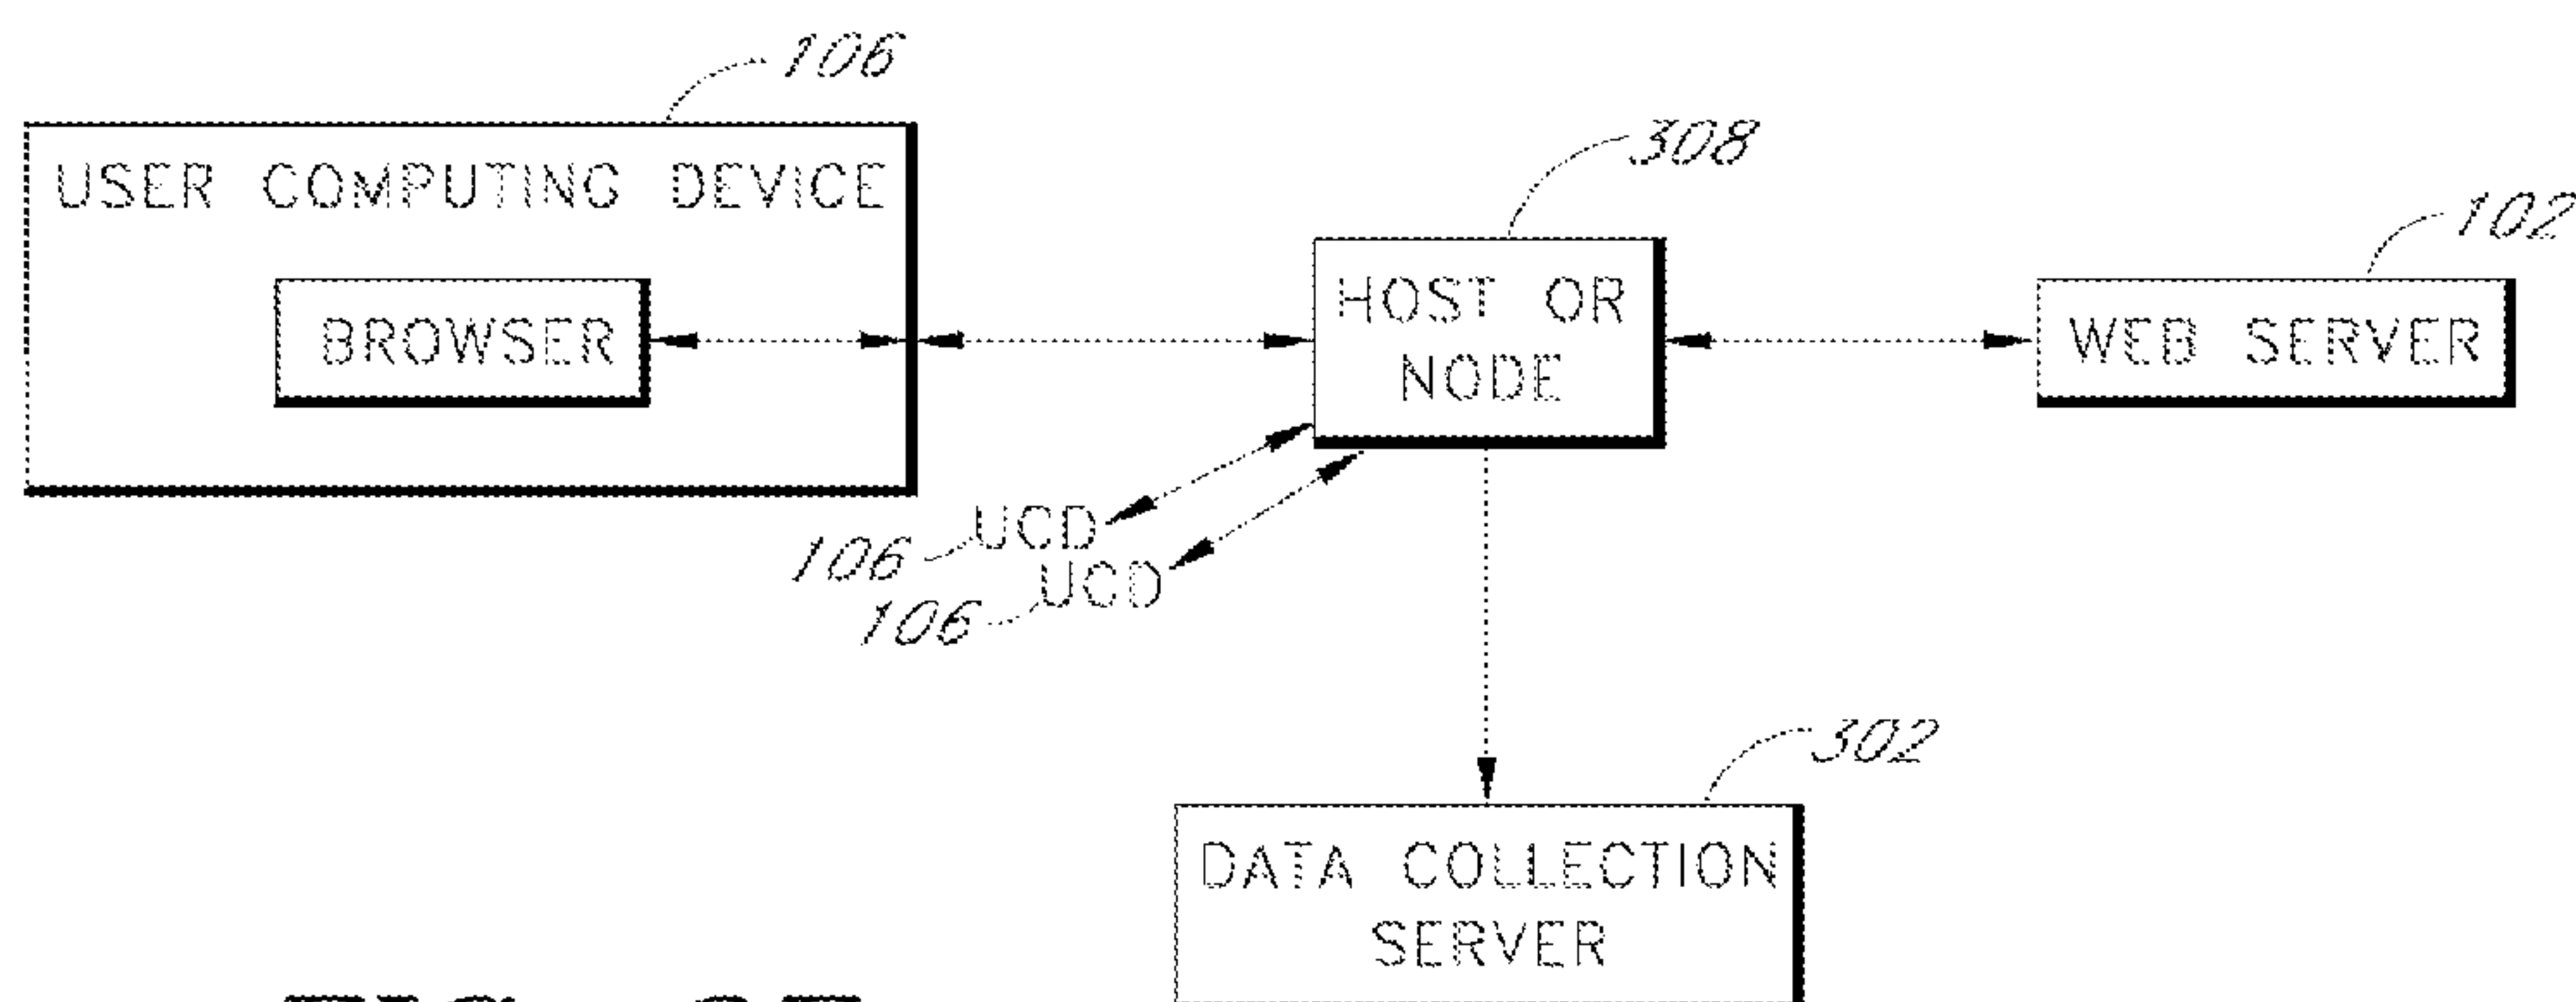 106
USER COMPUTING DEVICE
BROWSER
308
HOST OR
NODE
102
WEB SERVER
106 UCD
106 UCD
302
DATA COLLECTION
SERVER